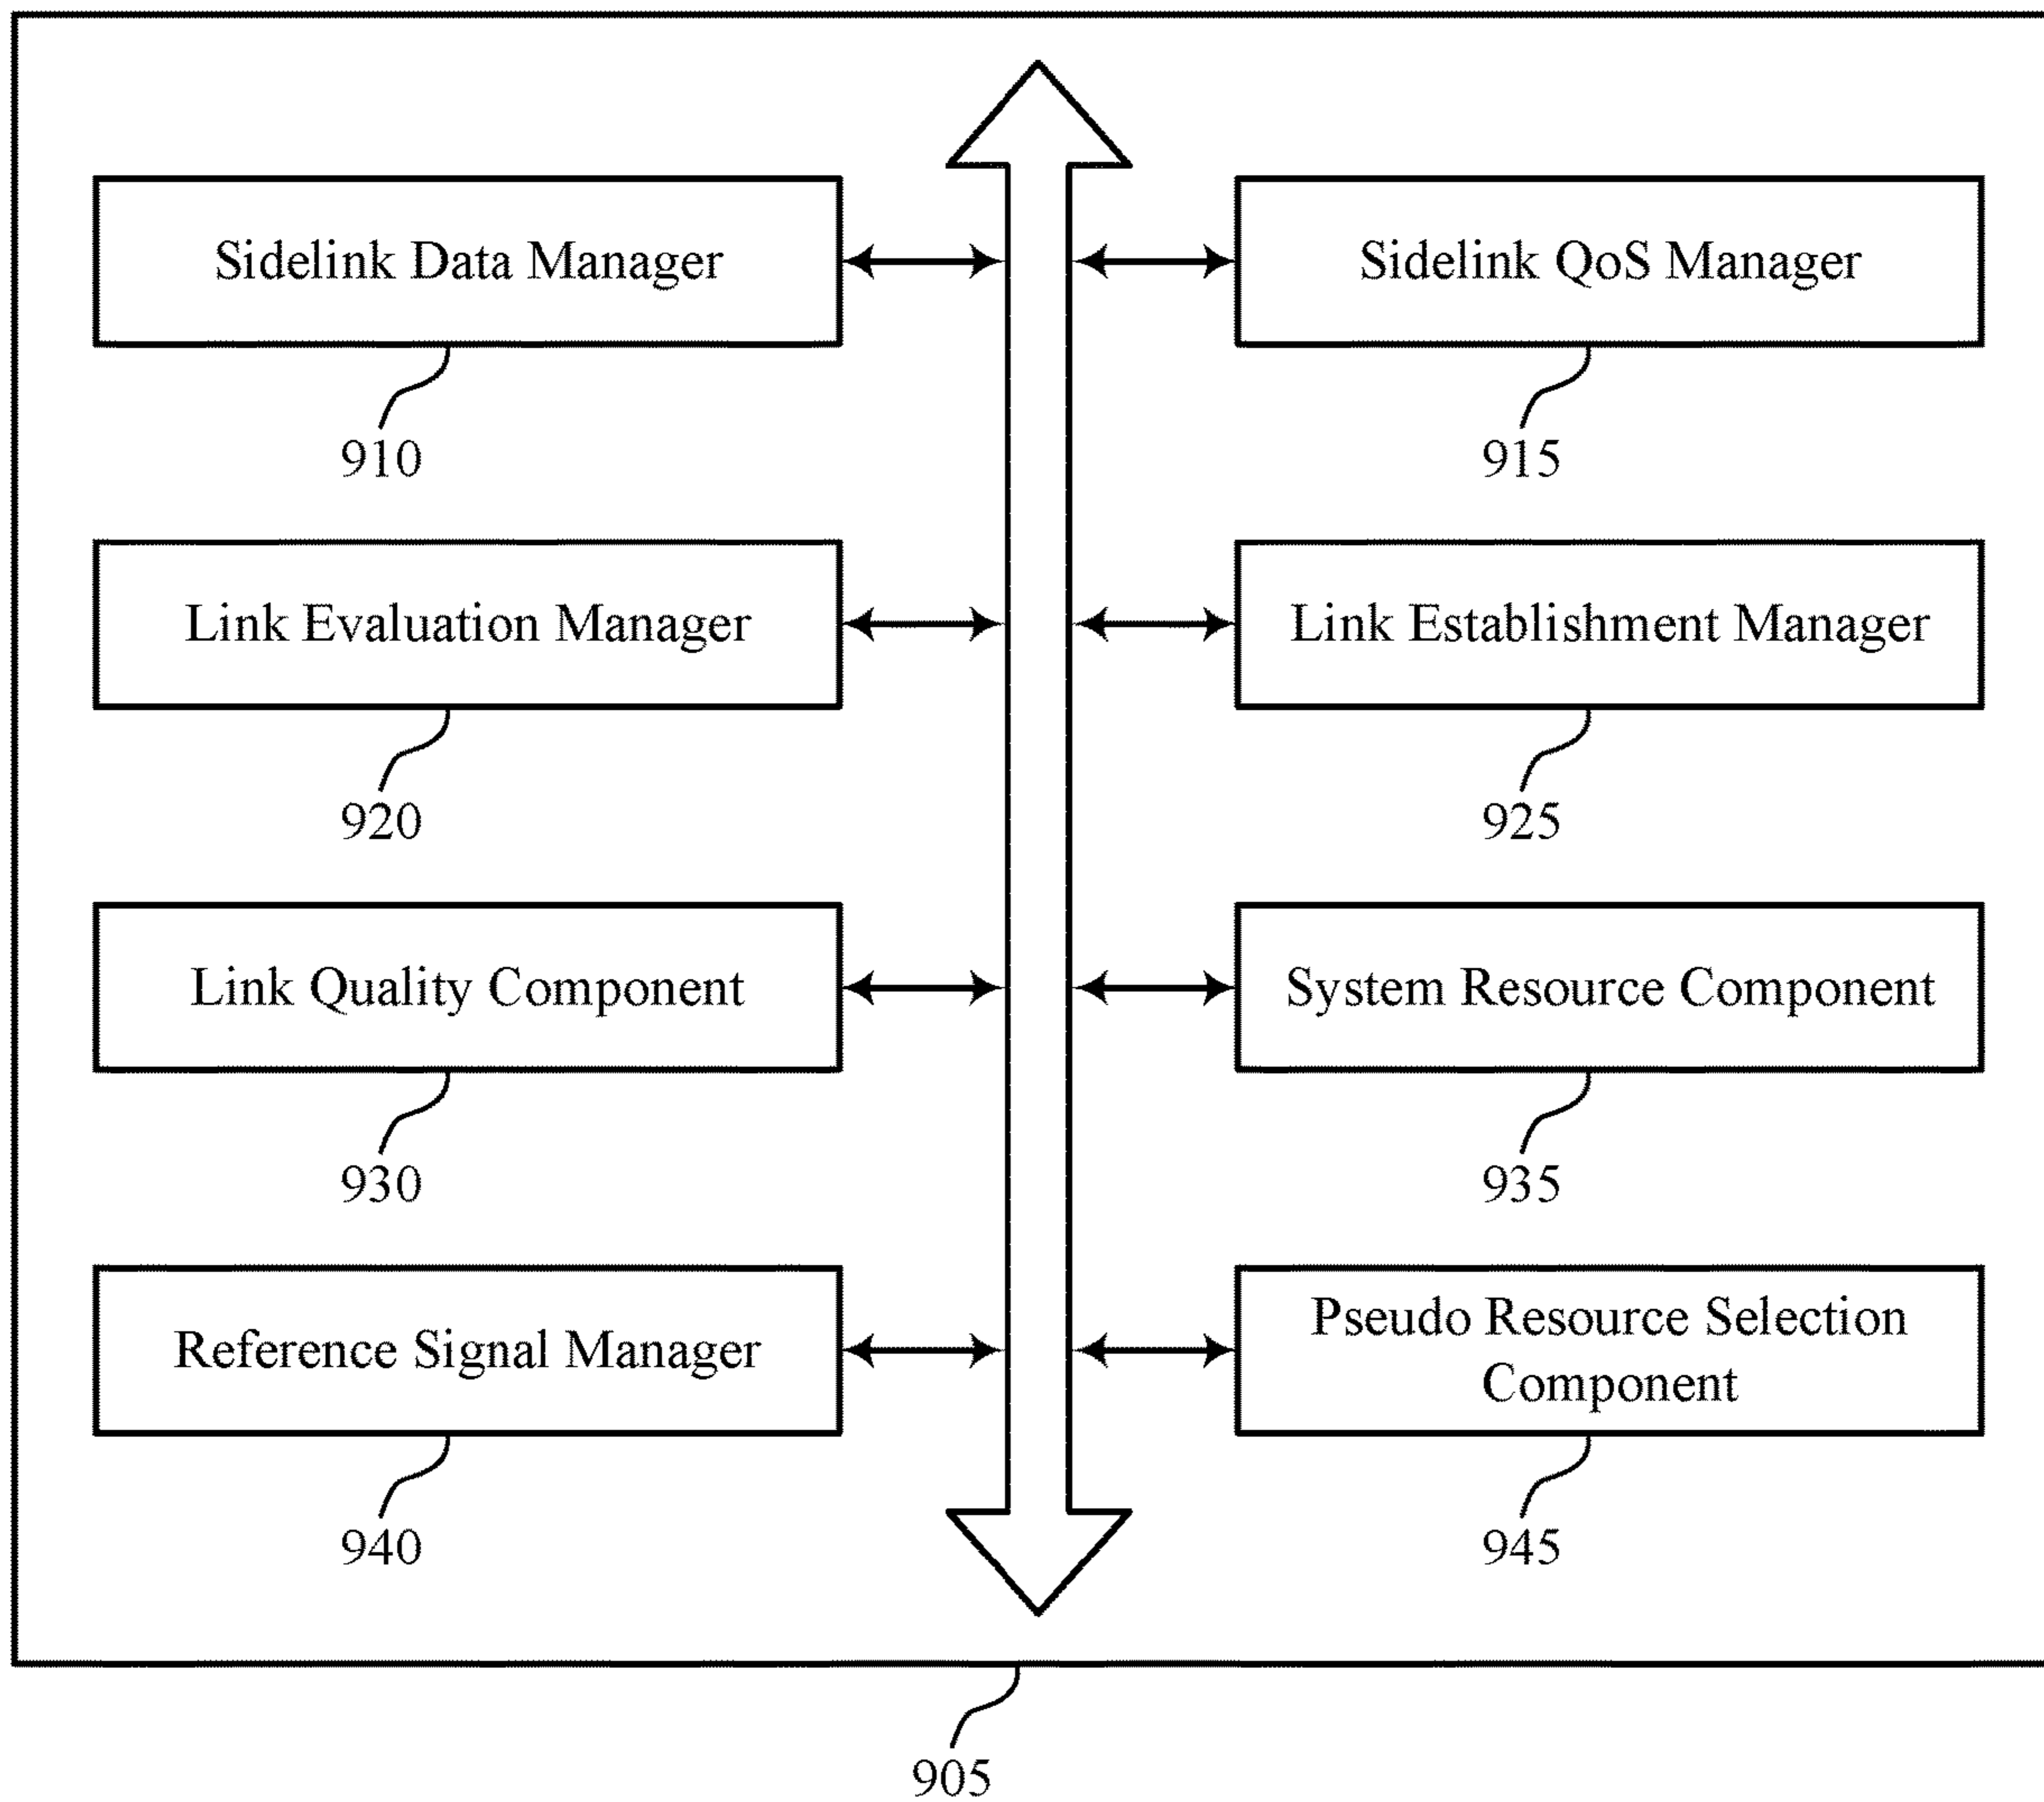 Sidelink Data Manager
Sidelink QoS Manager
910
915
Link Evaluation Manager
Link Establishment Manager
920
925
Link Quality Component
System Resource Component
930
935
Reference Signal Manager
Pseudo Resource Selection
Component
940
945
905